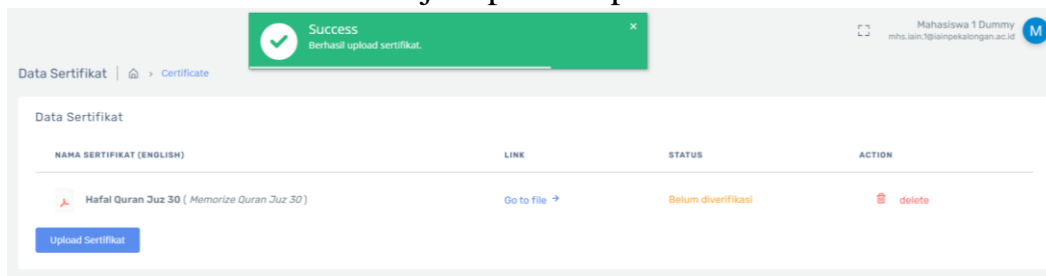 Success
×
Berhasil upload sertifikat.
Mahasiswa 1 Dummy
mhs.iain.1@iainpekalongan.ac.id
M
Data Sertifikat | > Certificate
Data Sertifikat
NAMA SERTIFIKAT (ENGLISH) LINK STATUS ACTION
Hafal Quran Juz 30 ( Memorize Quran Juz 30 ) Go to file → Belum diverifikasi delete
Upload Sertifikat